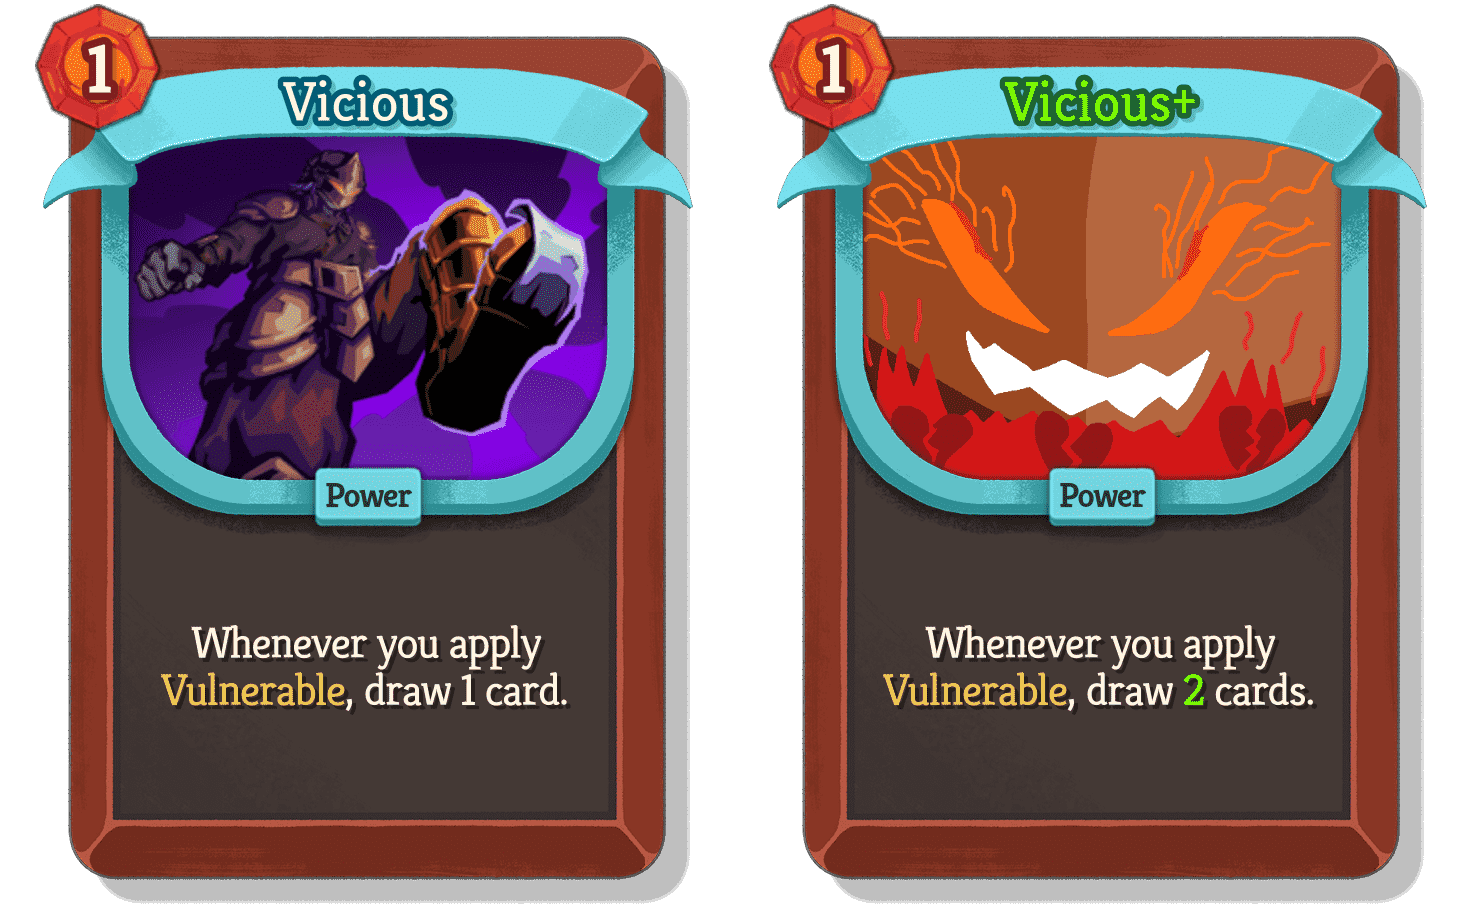 1
Vicious
Power
Whenever you apply
Vulnerable, draw 1 card.
1
Vicious+
Power
Whenever you apply
Vulnerable, draw 2 cards.